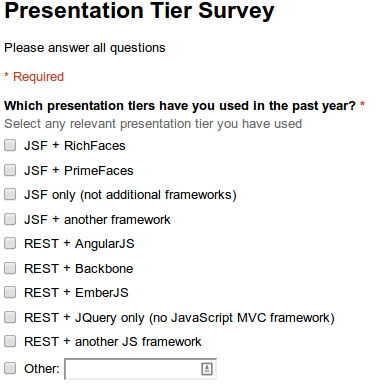 Presentation Tier Survey
Please answer all questions
* Required
Which presentation tiers have you used in the past year? *
Select any relevant presentation tier you have used
JSF + RichFaces
JSF + PrimeFaces
JSF only (not additional frameworks)
JSF + another framework
REST + AngularJS
REST + Backbone
REST + EmberJS
REST + JQuery only (no JavaScript MVC framework)
REST + another JS framework
Other: